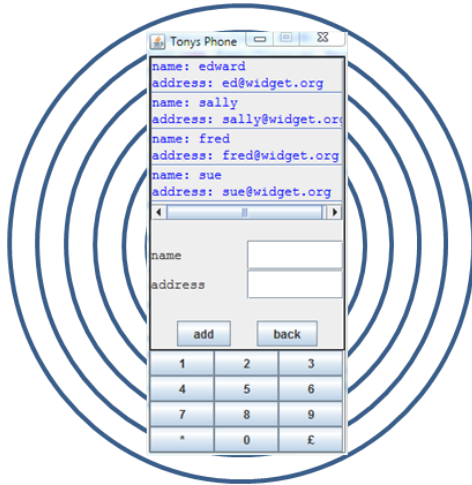 Tonys Phone
name: edward
address: ed@widget.org
name: sally
address: sally@widget.org
name: fred
address: fred@widget.org
name: sue
address: sue@widget.org
name
address
add back
1 2 3
4 5 6
7 8 9
* 0 £